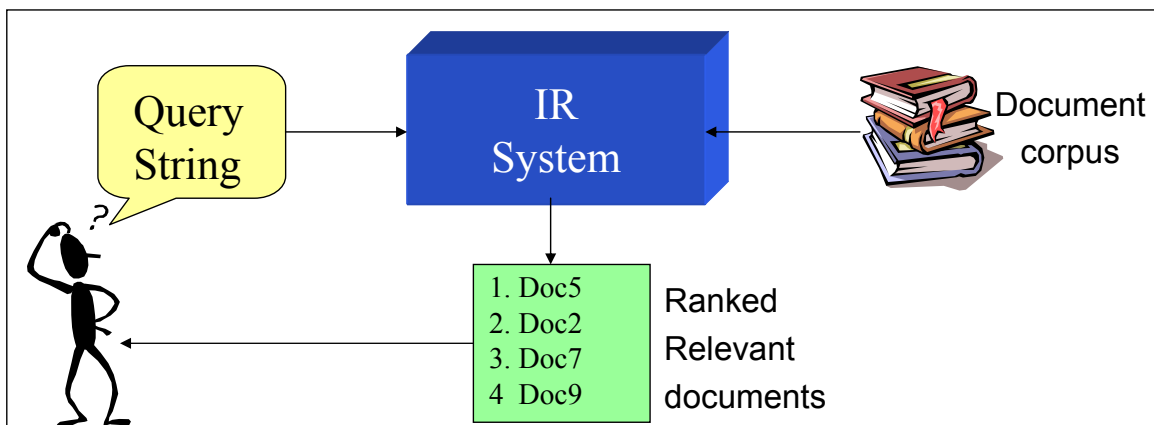 Query
String
?
IR
System
Document
corpus
1. Doc5
2. Doc2
3. Doc7
4 Doc9
Ranked
Relevant
documents